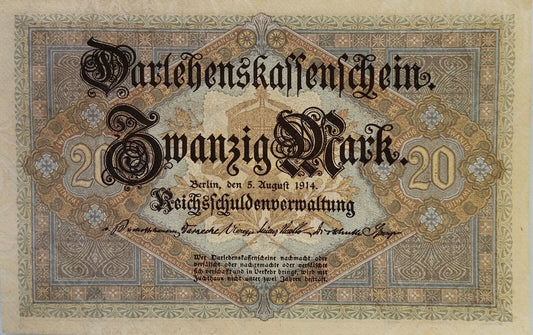 Darlehenskassenschein.
Zwanzig Mark.
20 20
Berlin, den 5. August 1914.
Reichsschuldenverwaltung
Wer Darlehenskassenscheine nachmacht oder
verfälscht oder nachgemachte oder verfälschte
sich verschafft und in Verkehr bringt, wird mit
Zuchthaus nicht unter zwei Jahren bestraft.